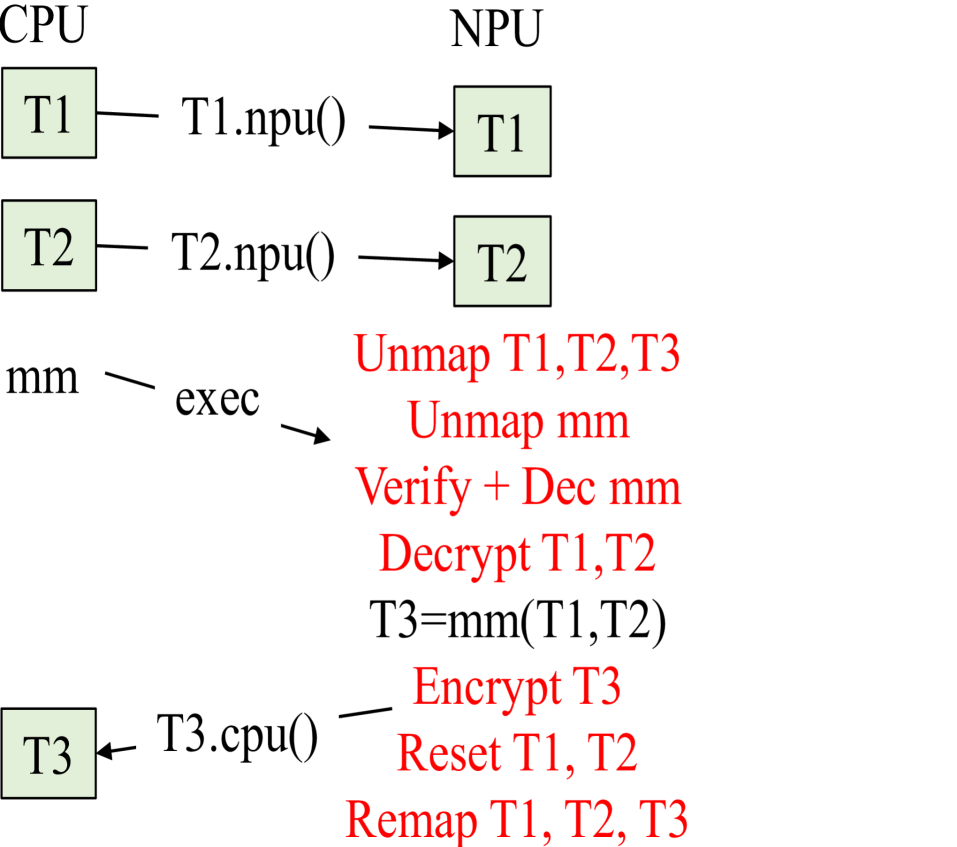 CPU NPU
T1 T1.npu() T1
T2 T2.npu() T2
Unmap T1,T2,T3
mm exec
Unmap mm
Verify + Dec mm
Decrypt T1,T2
T3=mm(T1,T2)
Encrypt T3
T3 T3.cpu()
Reset T1, T2
Remap T1, T2, T3